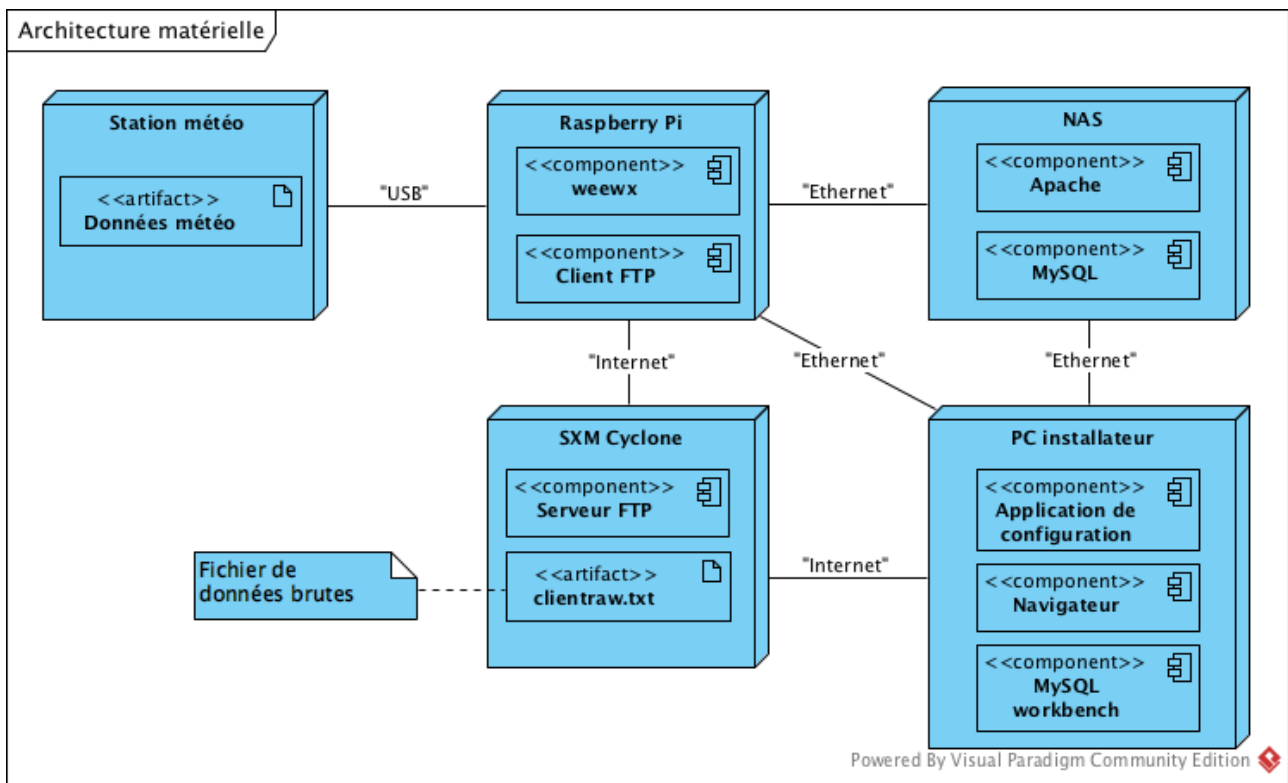 Architecture matérielle
Station météo
<<artifact>>
Données météo
"USB"
Raspberry Pi
<<component>>
weewx
<<component>>
Client FTP
"Ethernet"
NAS
<<component>>
Apache
<<component>>
MySQL
"Internet"
"Ethernet"
"Ethernet"
SXM Cyclone
<<component>>
Serveur FTP
<<artifact>>
clientraw.txt
Fichier de
données brutes
"Internet"
PC installateur
<<component>>
Application de
configuration
<<component>>
Navigateur
<<component>>
MySQL
workbench
Powered By Visual Paradigm Community Edition